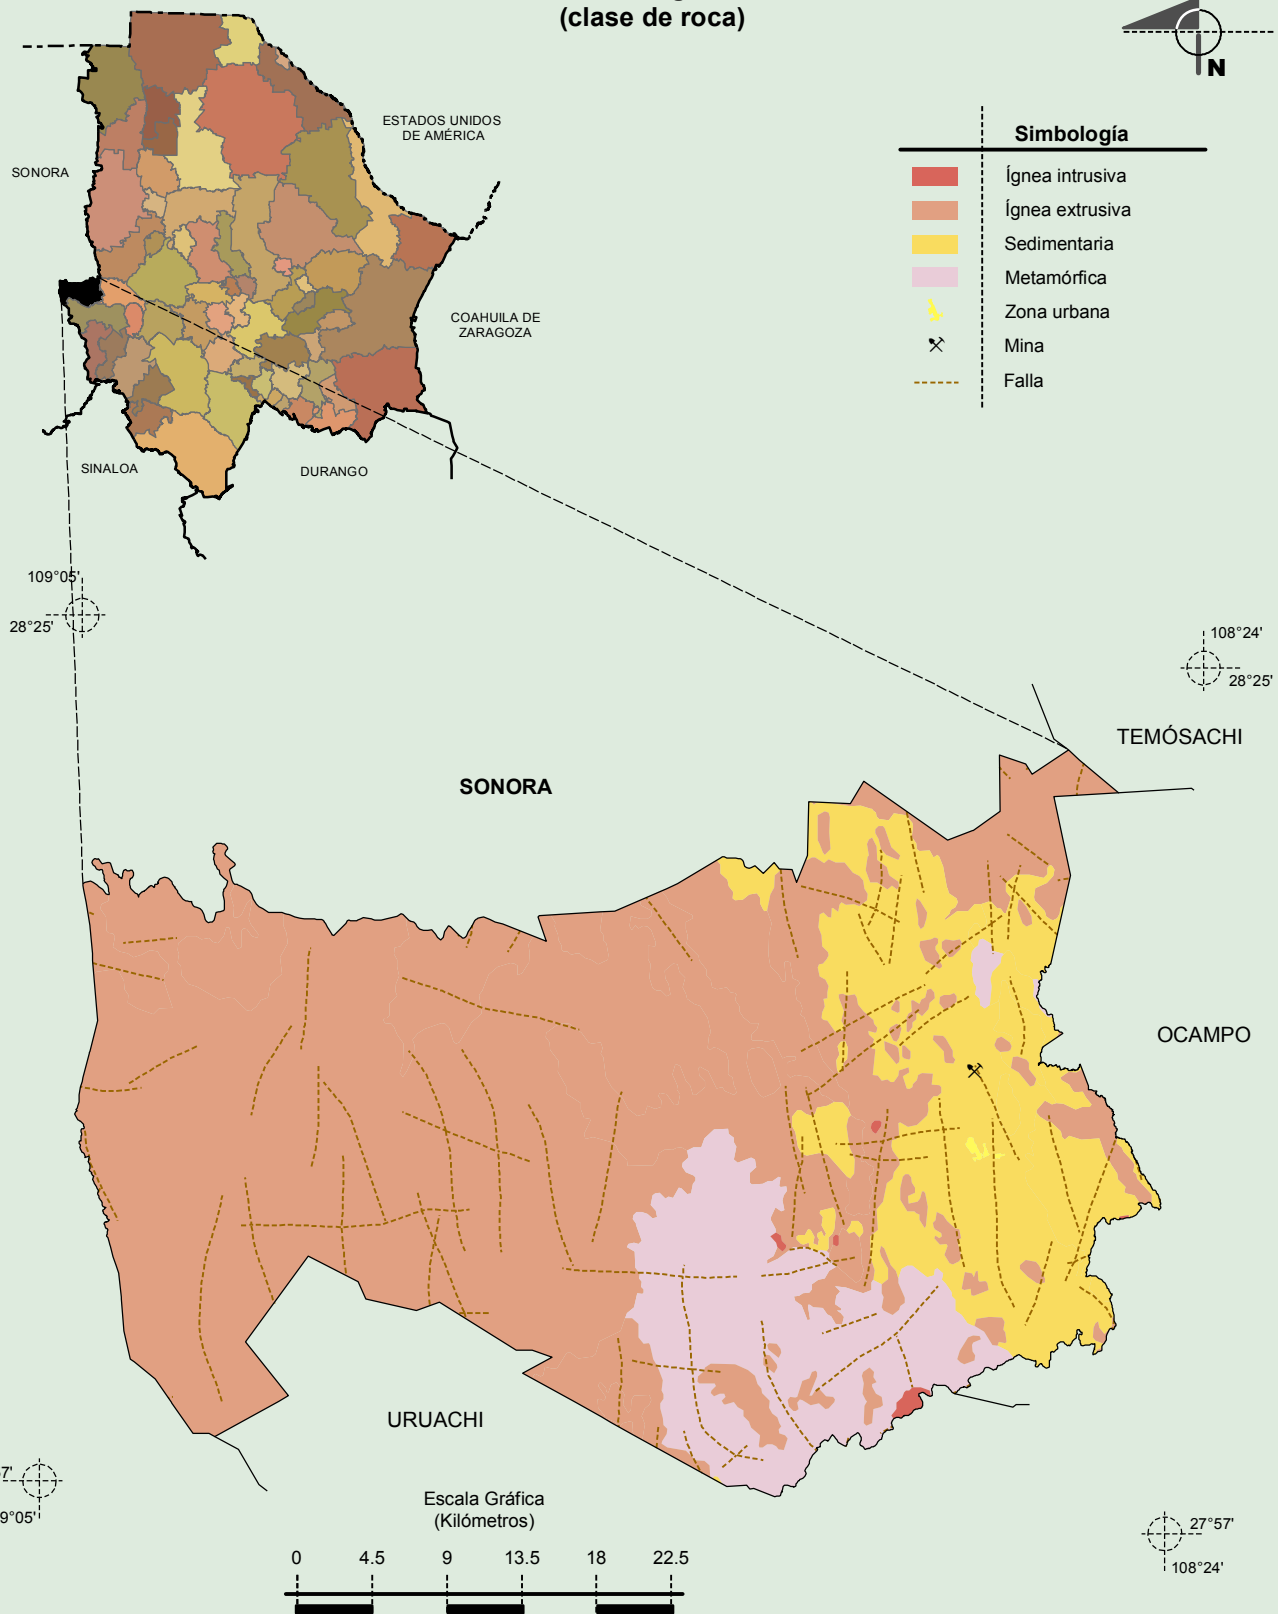 (clase de roca)
N
ESTADOS UNIDOS
DE AMÉRICA
SONORA
COAHUILA DE
ZARAGOZA
SINALOA
DURANGO
Simbología
Ígnea intrusiva
Ígnea extrusiva
Sedimentaria
Metamórfica
Zona urbana
Mina
Falla
109°05'
28°25'
108°24'
28°25'
TEMÓSACHI
SONORA
OCAMPO
URUACHI
7'
9°05'
27°57'
108°24'
Escala Gráfica
(Kilómetros)
0 4.5 9 13.5 18 22.5